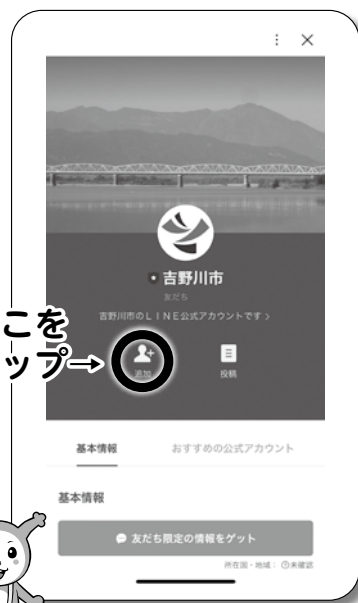 吉野川市
友だち
吉野川市のLINE公式アカウントです >
こを
ップ→
追加
投稿
基本情報
おすすめの公式アカウント
基本情報
友だち限定の情報をゲット
所在国・地域: 未確認